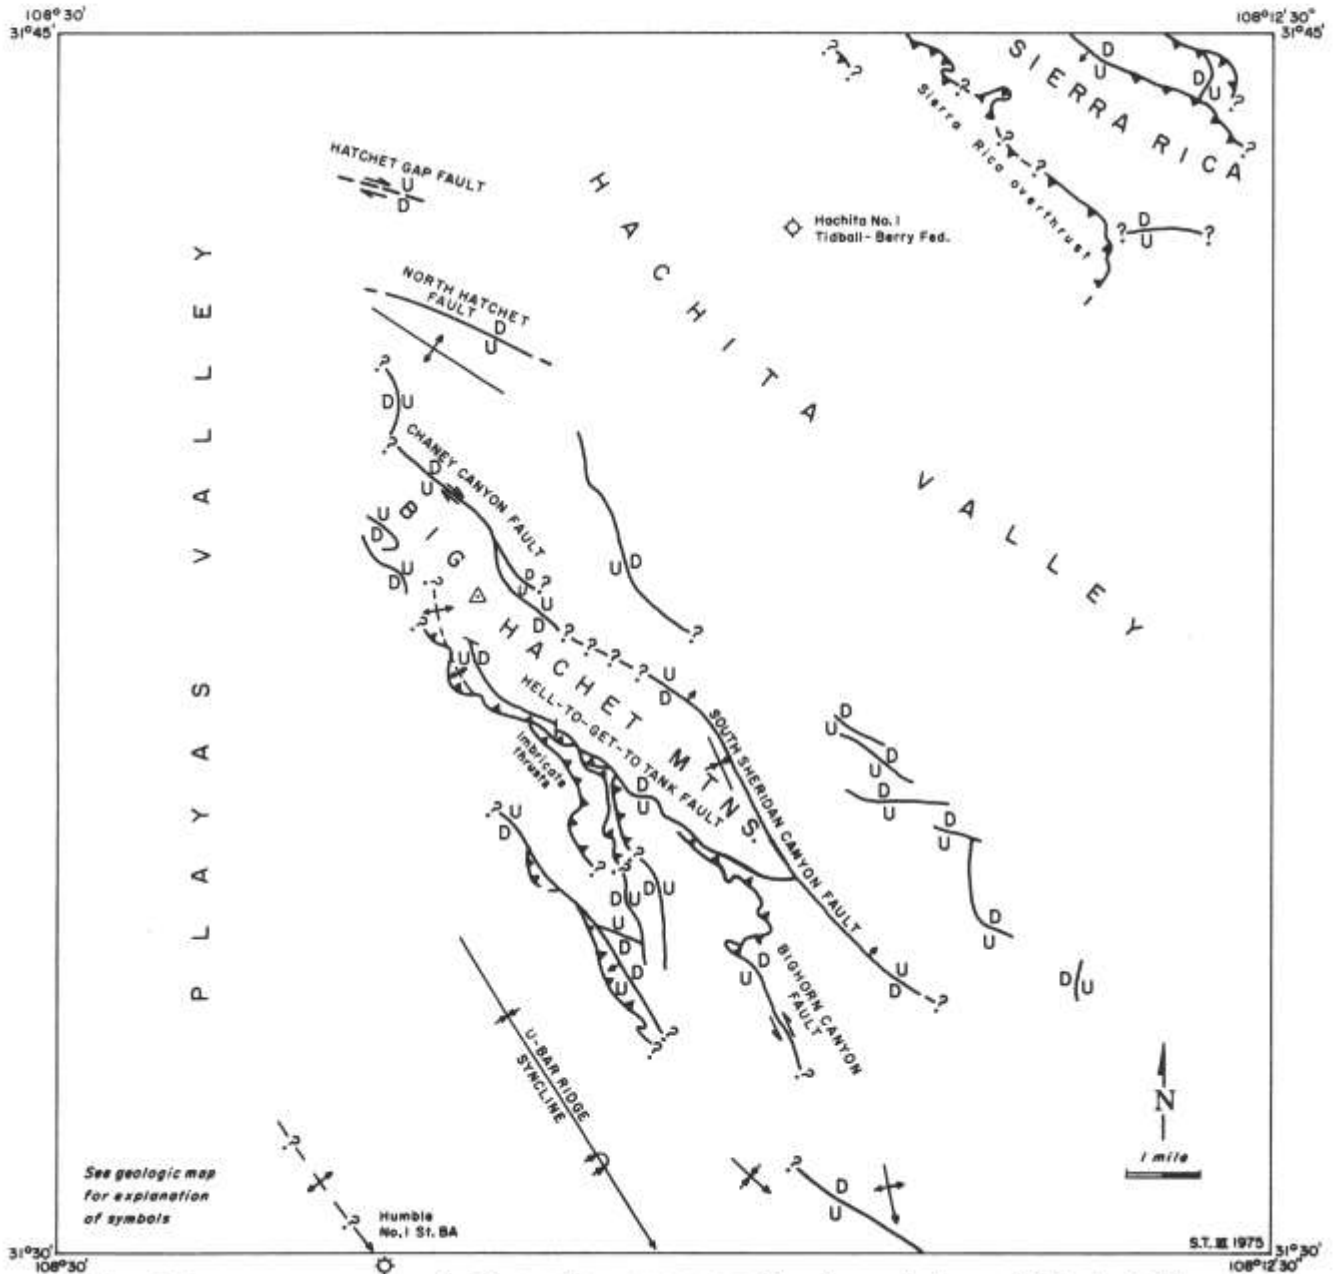 108°30'
108°12'30"
31°45'
31°45'
SIERRA RICA
Sierra Rica overthrust
HATCHET GAP FAULT
HACHITA VALLEY
Hachita No. 1
Tidball - Berry Fed.
NORTH HATCHET
FAULT
PLAYAS VALLEY
CHANEY CANYON FAULT
BIG HACHET MTNS.
HELL-TO-GET-TO TANK FAULT
SOUTH SHERIDAN CANYON FAULT
Imbricate
thrusts
BIGHORN CANYON
FAULT
U-BAR RIDGE
SYNCLINE
N
1 mile
See geologic map
for explanation
of symbols
Humble
No. 1 St. BA
S.T. III 1975
31°30'
31°30'
108°30'
108°12'30"